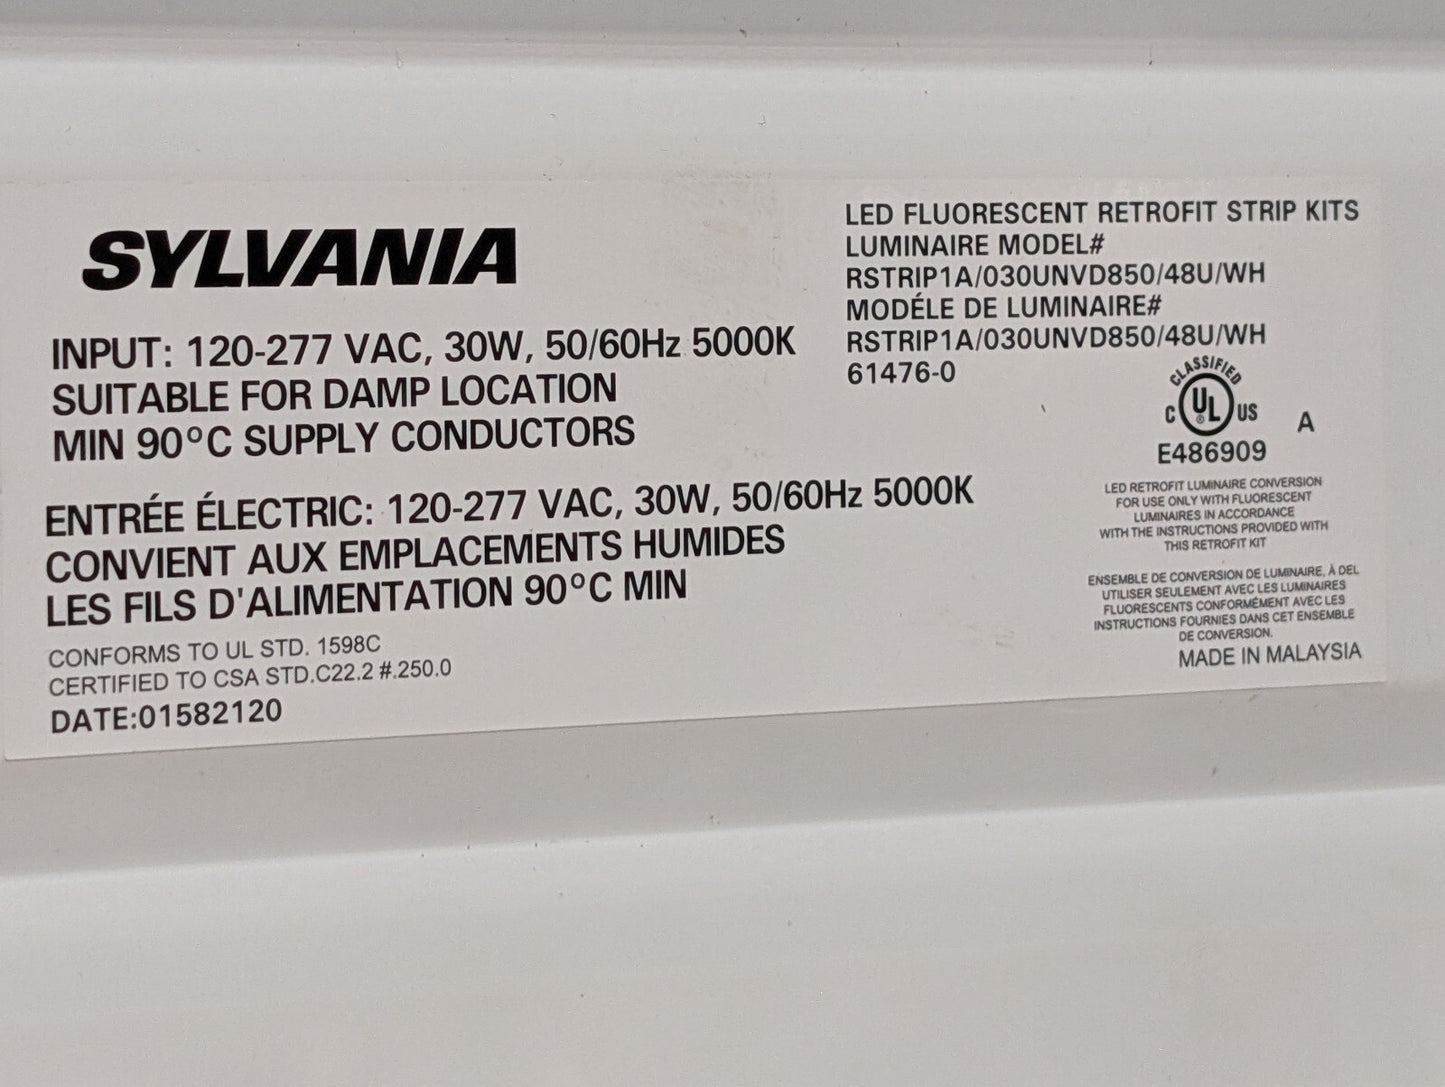 SYLVANIA
INPUT: 120-277 VAC, 30W, 50/60Hz 5000K
SUITABLE FOR DAMP LOCATION
MIN 90°C SUPPLY CONDUCTORS
ENTRÉE ÉLECTRIC: 120-277 VAC, 30W, 50/60Hz 5000K
CONVIENT AUX EMPLACEMENTS HUMIDES
LES FILS D'ALIMENTATION 90°C MIN
CONFORMS TO UL STD. 1598C
CERTIFIED TO CSA STD.C22.2 #.250.0
DATE:01582120
LED FLUORESCENT RETROFIT STRIP KITS
LUMINAIRE MODEL#
RSTRIP1A/030UNVD850/48U/WH
MODÉLE DE LUMINAIRE#
RSTRIP1A/030UNVD850/48U/WH
61476-0
CLASSIFIED
C UL ® US
A
E486909
LED RETROFIT LUMINAIRE CONVERSION
FOR USE ONLY WITH FLUORESCENT
LUMINAIRES IN ACCORDANCE
WITH THE INSTRUCTIONS PROVIDED WITH
THIS RETROFIT KIT
ENSEMBLE DE CONVERSION DE LUMINAIRE, À DEL
UTILISER SEULEMENT AVEC LES LUMINAIRES
FLUORESCENTS CONFORMÉMENT AVEC LES
INSTRUCTIONS FOURNIES DANS CET ENSEMBLE
DE CONVERSION.
MADE IN MALAYSIA